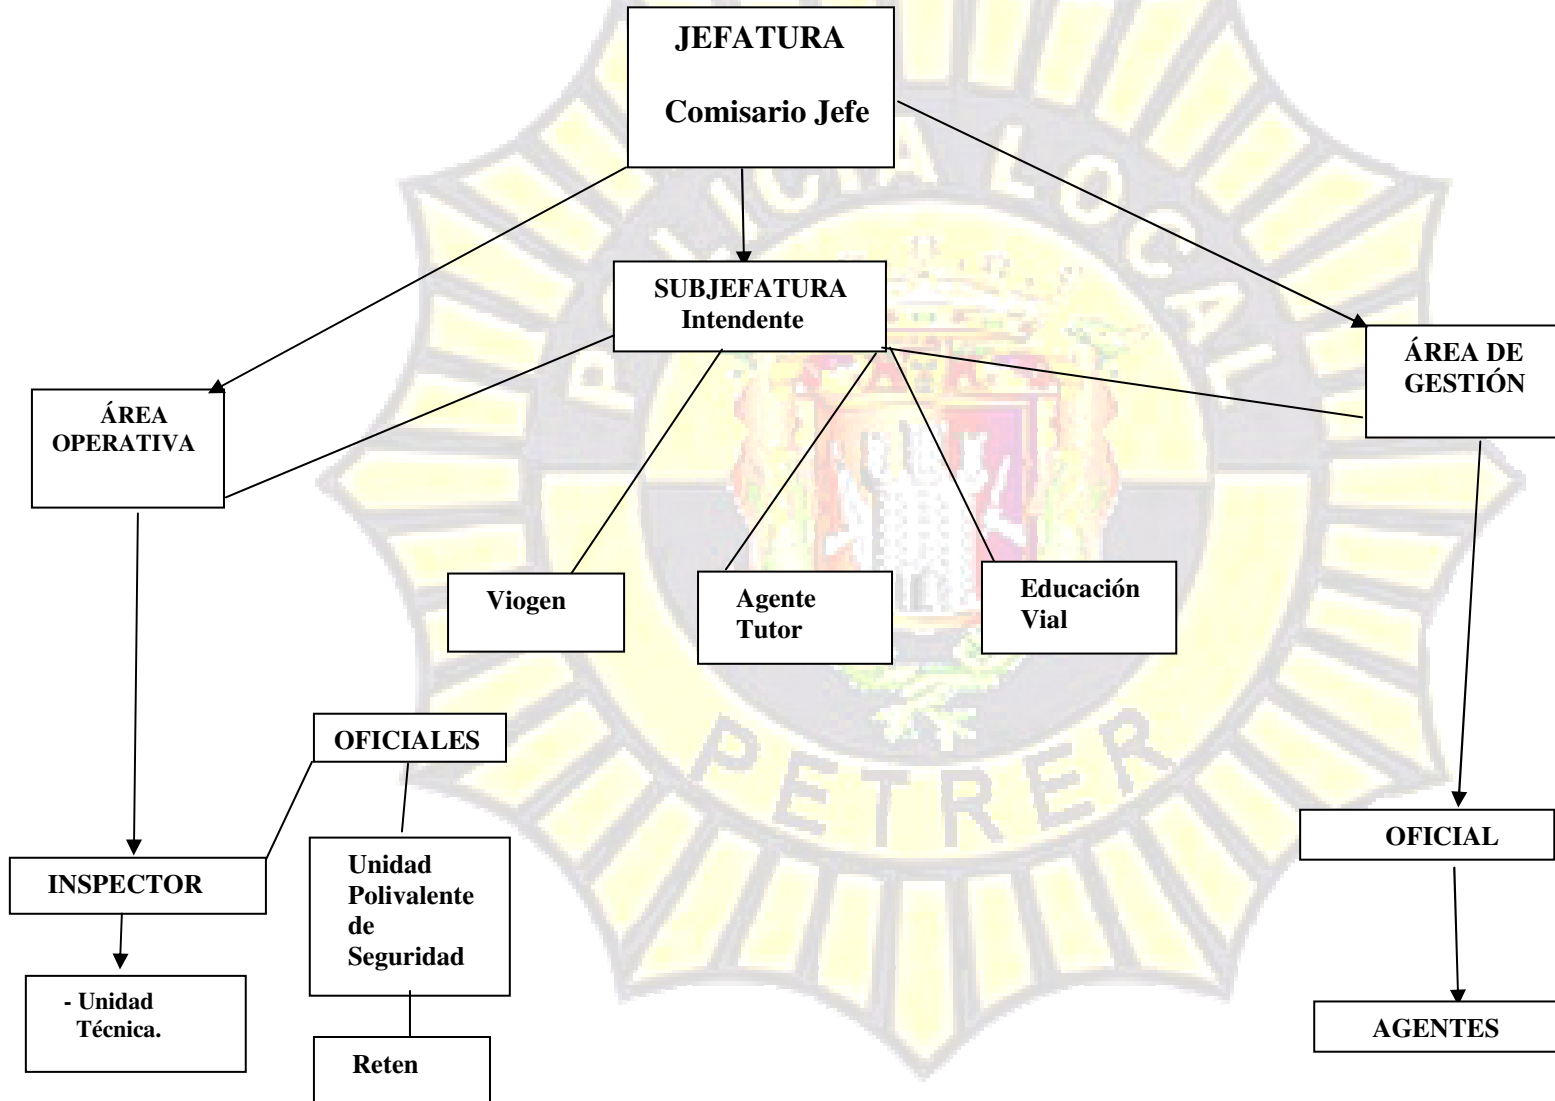 JEFATURA
Comisario Jefe
POLICIA LOCAL
SUBJEFATURA
Intendente
ÁREA DE
GESTIÓN
ÁREA
OPERATIVA
Viogen
Agente
Tutor
Educación
Vial
PETRER
OFICIALES
INSPECTOR
Unidad
Polivalente
de
Seguridad
OFICIAL
- Unidad
Técnica.
AGENTES
Reten